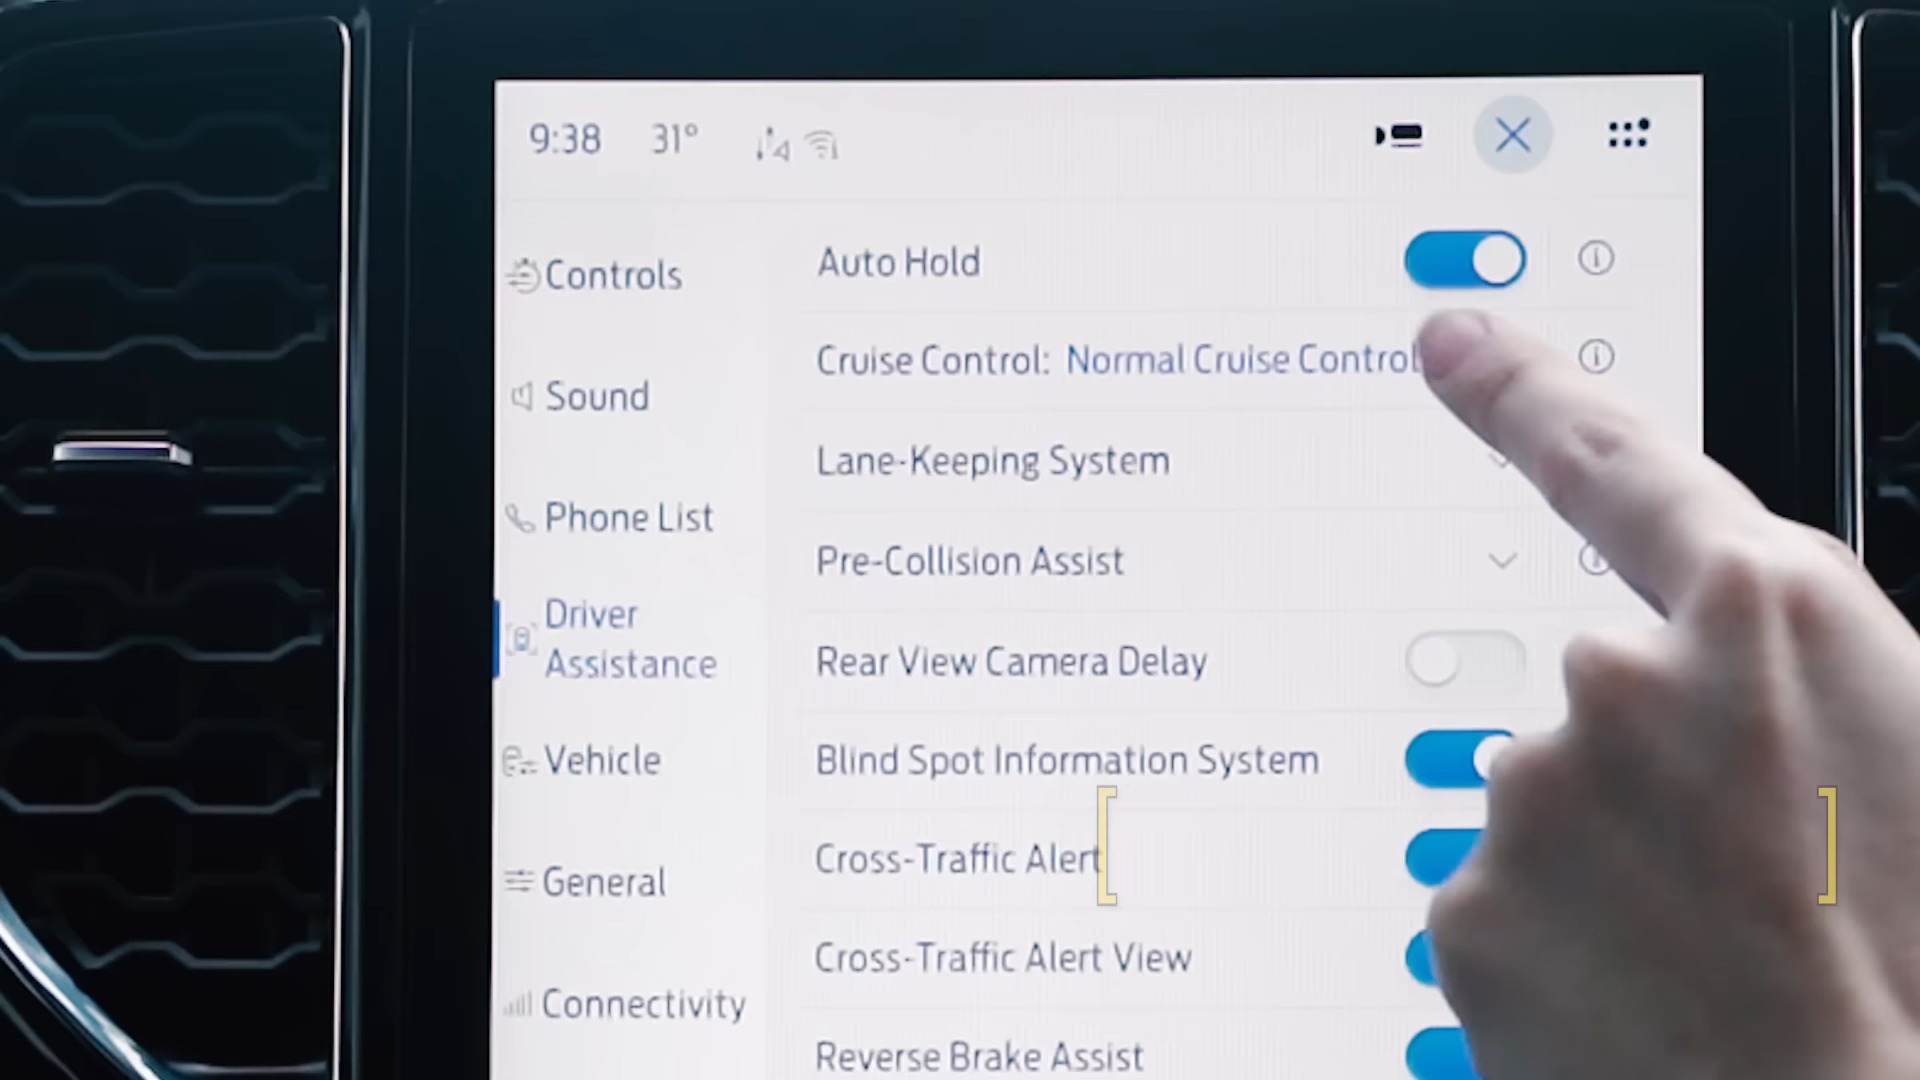 9:38 31°
Controls
Sound
Phone List
Driver
Assistance
Vehicle
General
Connectivity
Auto Hold
Cruise Control: Normal Cruise Control
Lane-Keeping System
Pre-Collision Assist
Rear View Camera Delay
Blind Spot Information System
Cross-Traffic Alert
Cross-Traffic Alert View
Reverse Brake Assist